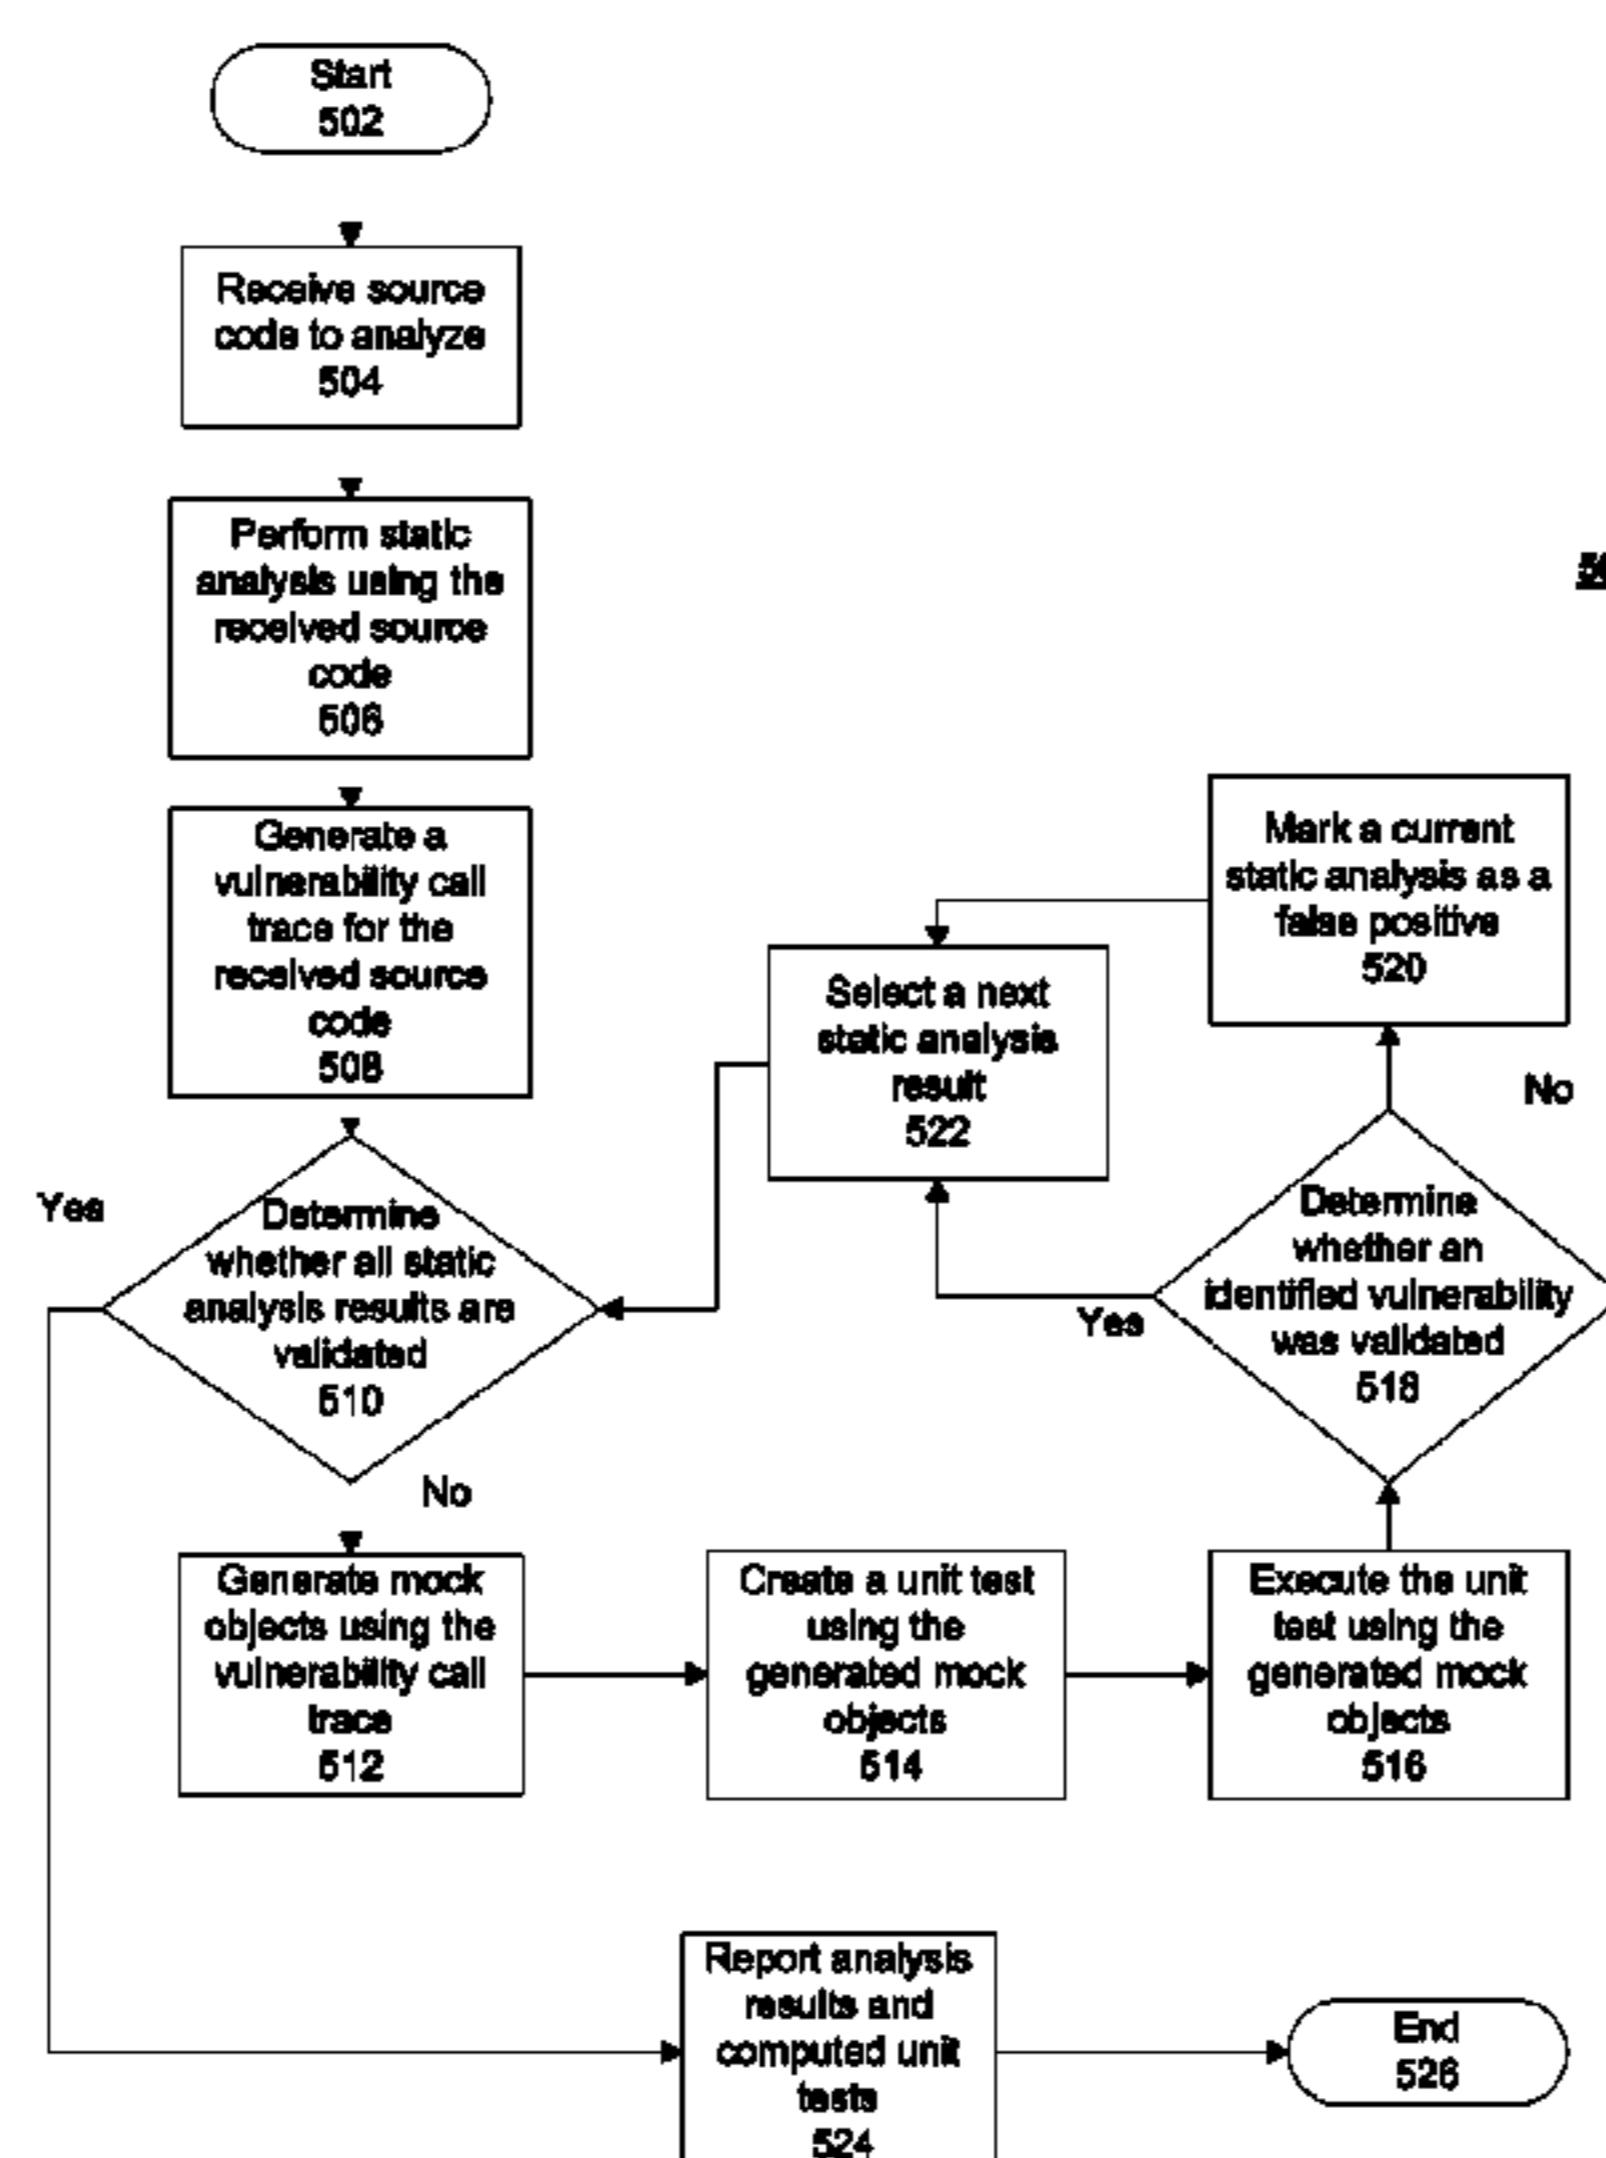 Start
502
Receive source
code to analyze
504
Perform static
analysis using the
received source
code
506
Generate a
vulnerability call
trace for the
received source
code
508
Yes
Determine
whether all static
analysis results are
validated
510
No
Generate mock
objects using the
vulnerability call
trace
512
Create a unit test
using the
generated mock
objects
514
Execute the unit
test using the
generated mock
objects
516
Determine
whether an
identified vulnerability
was validated
518
Yes
No
Mark a current
static analysis as a
false positive
520
Select a next
static analysis
result
522
Report analysis
results and
computed unit
tests
524
End
526